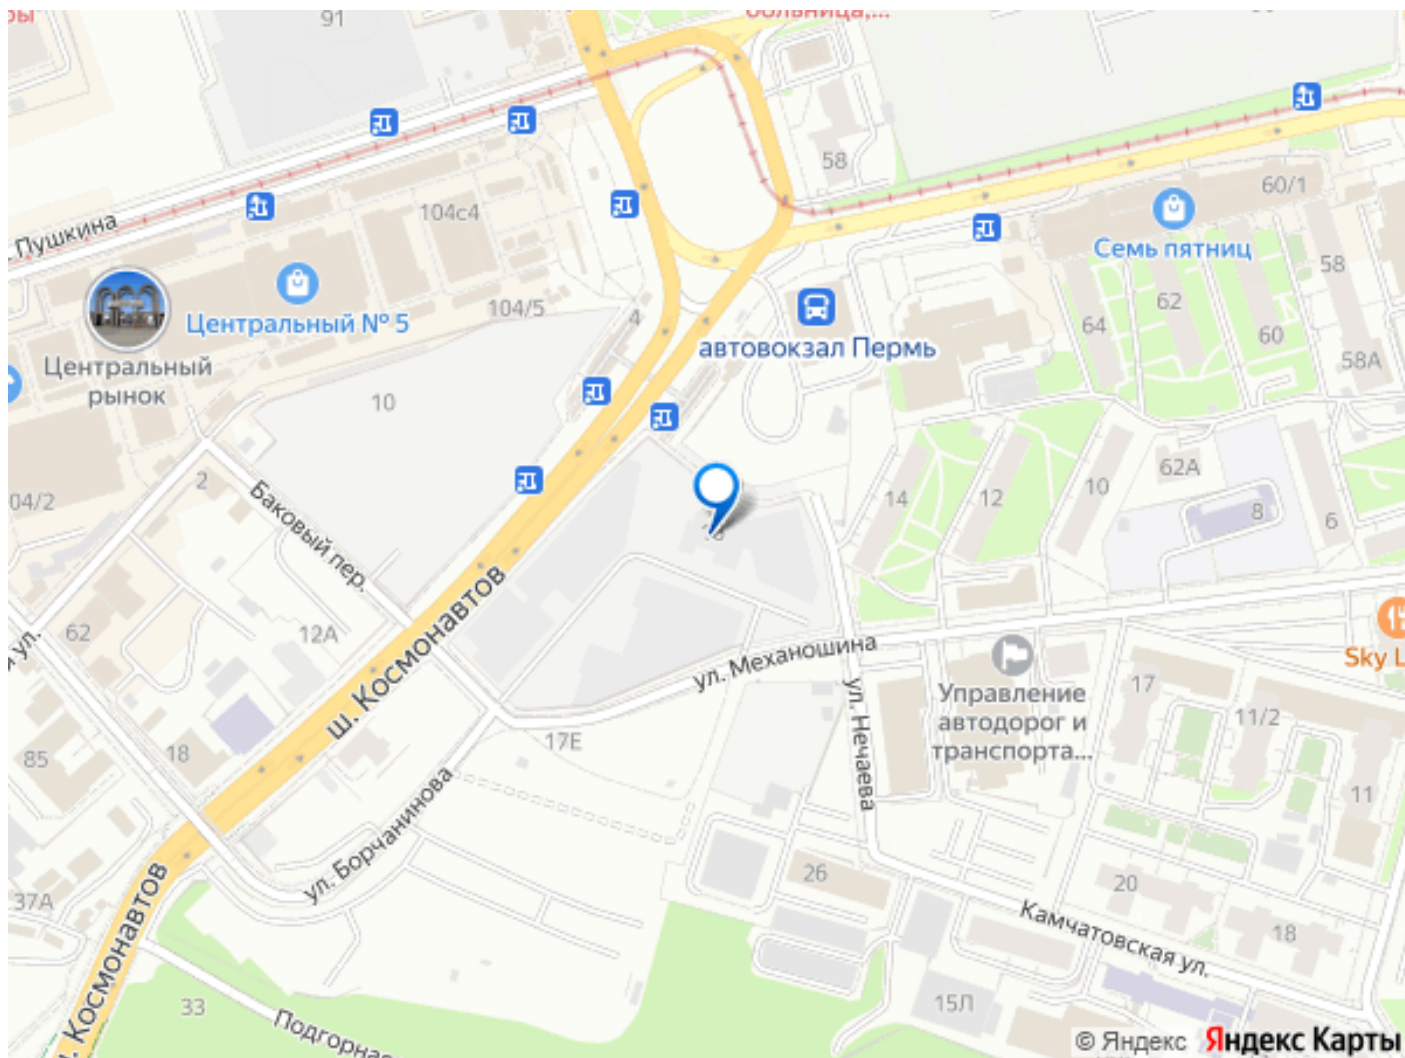 ры
91
больница,...
58
60/1
Пушкина
104с4
Семь пятниц
58
62
64
60
58А
104/5
4
Центральный № 5
автовокзал Пермь
Центральный
рынок
10
2
04/2
Баковый пер.
14
12
10
62А
8
6
62
12А
ш. Космонавтов
ул. Механошина
я ул.
Sky L
Управление
автодорог и
транспорта...
17
11/2
11
85
18
17Е
ул. Нечаева
ул. Борчанинова
37А
26
20
Камчатовская ул.
18
. Космонавтов
33
Подгорная
15Л
© Яндекс Яндекс Карты